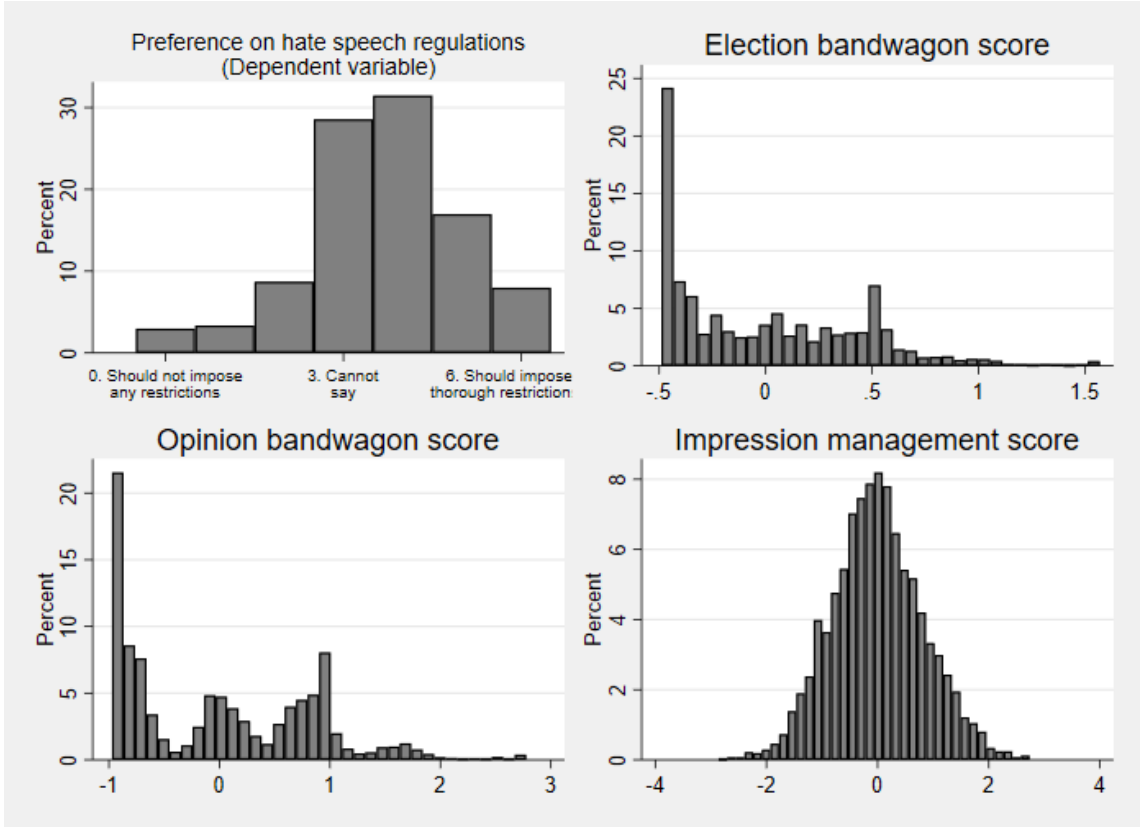 Preference on hate speech regulations
(Dependent variable)
Percent
0
10
20
30
0. Should not impose
any restrictions
3. Cannot
say
6. Should impose
thorough restriction
Election bandwagon score
Percent
0
5
10
15
20
25
-.5
0
.5
1
1.5
Opinion bandwagon score
Percent
0
5
10
15
20
-1
0
1
2
3
Impression management score
Percent
0
2
4
6
8
-4
-2
0
2
4